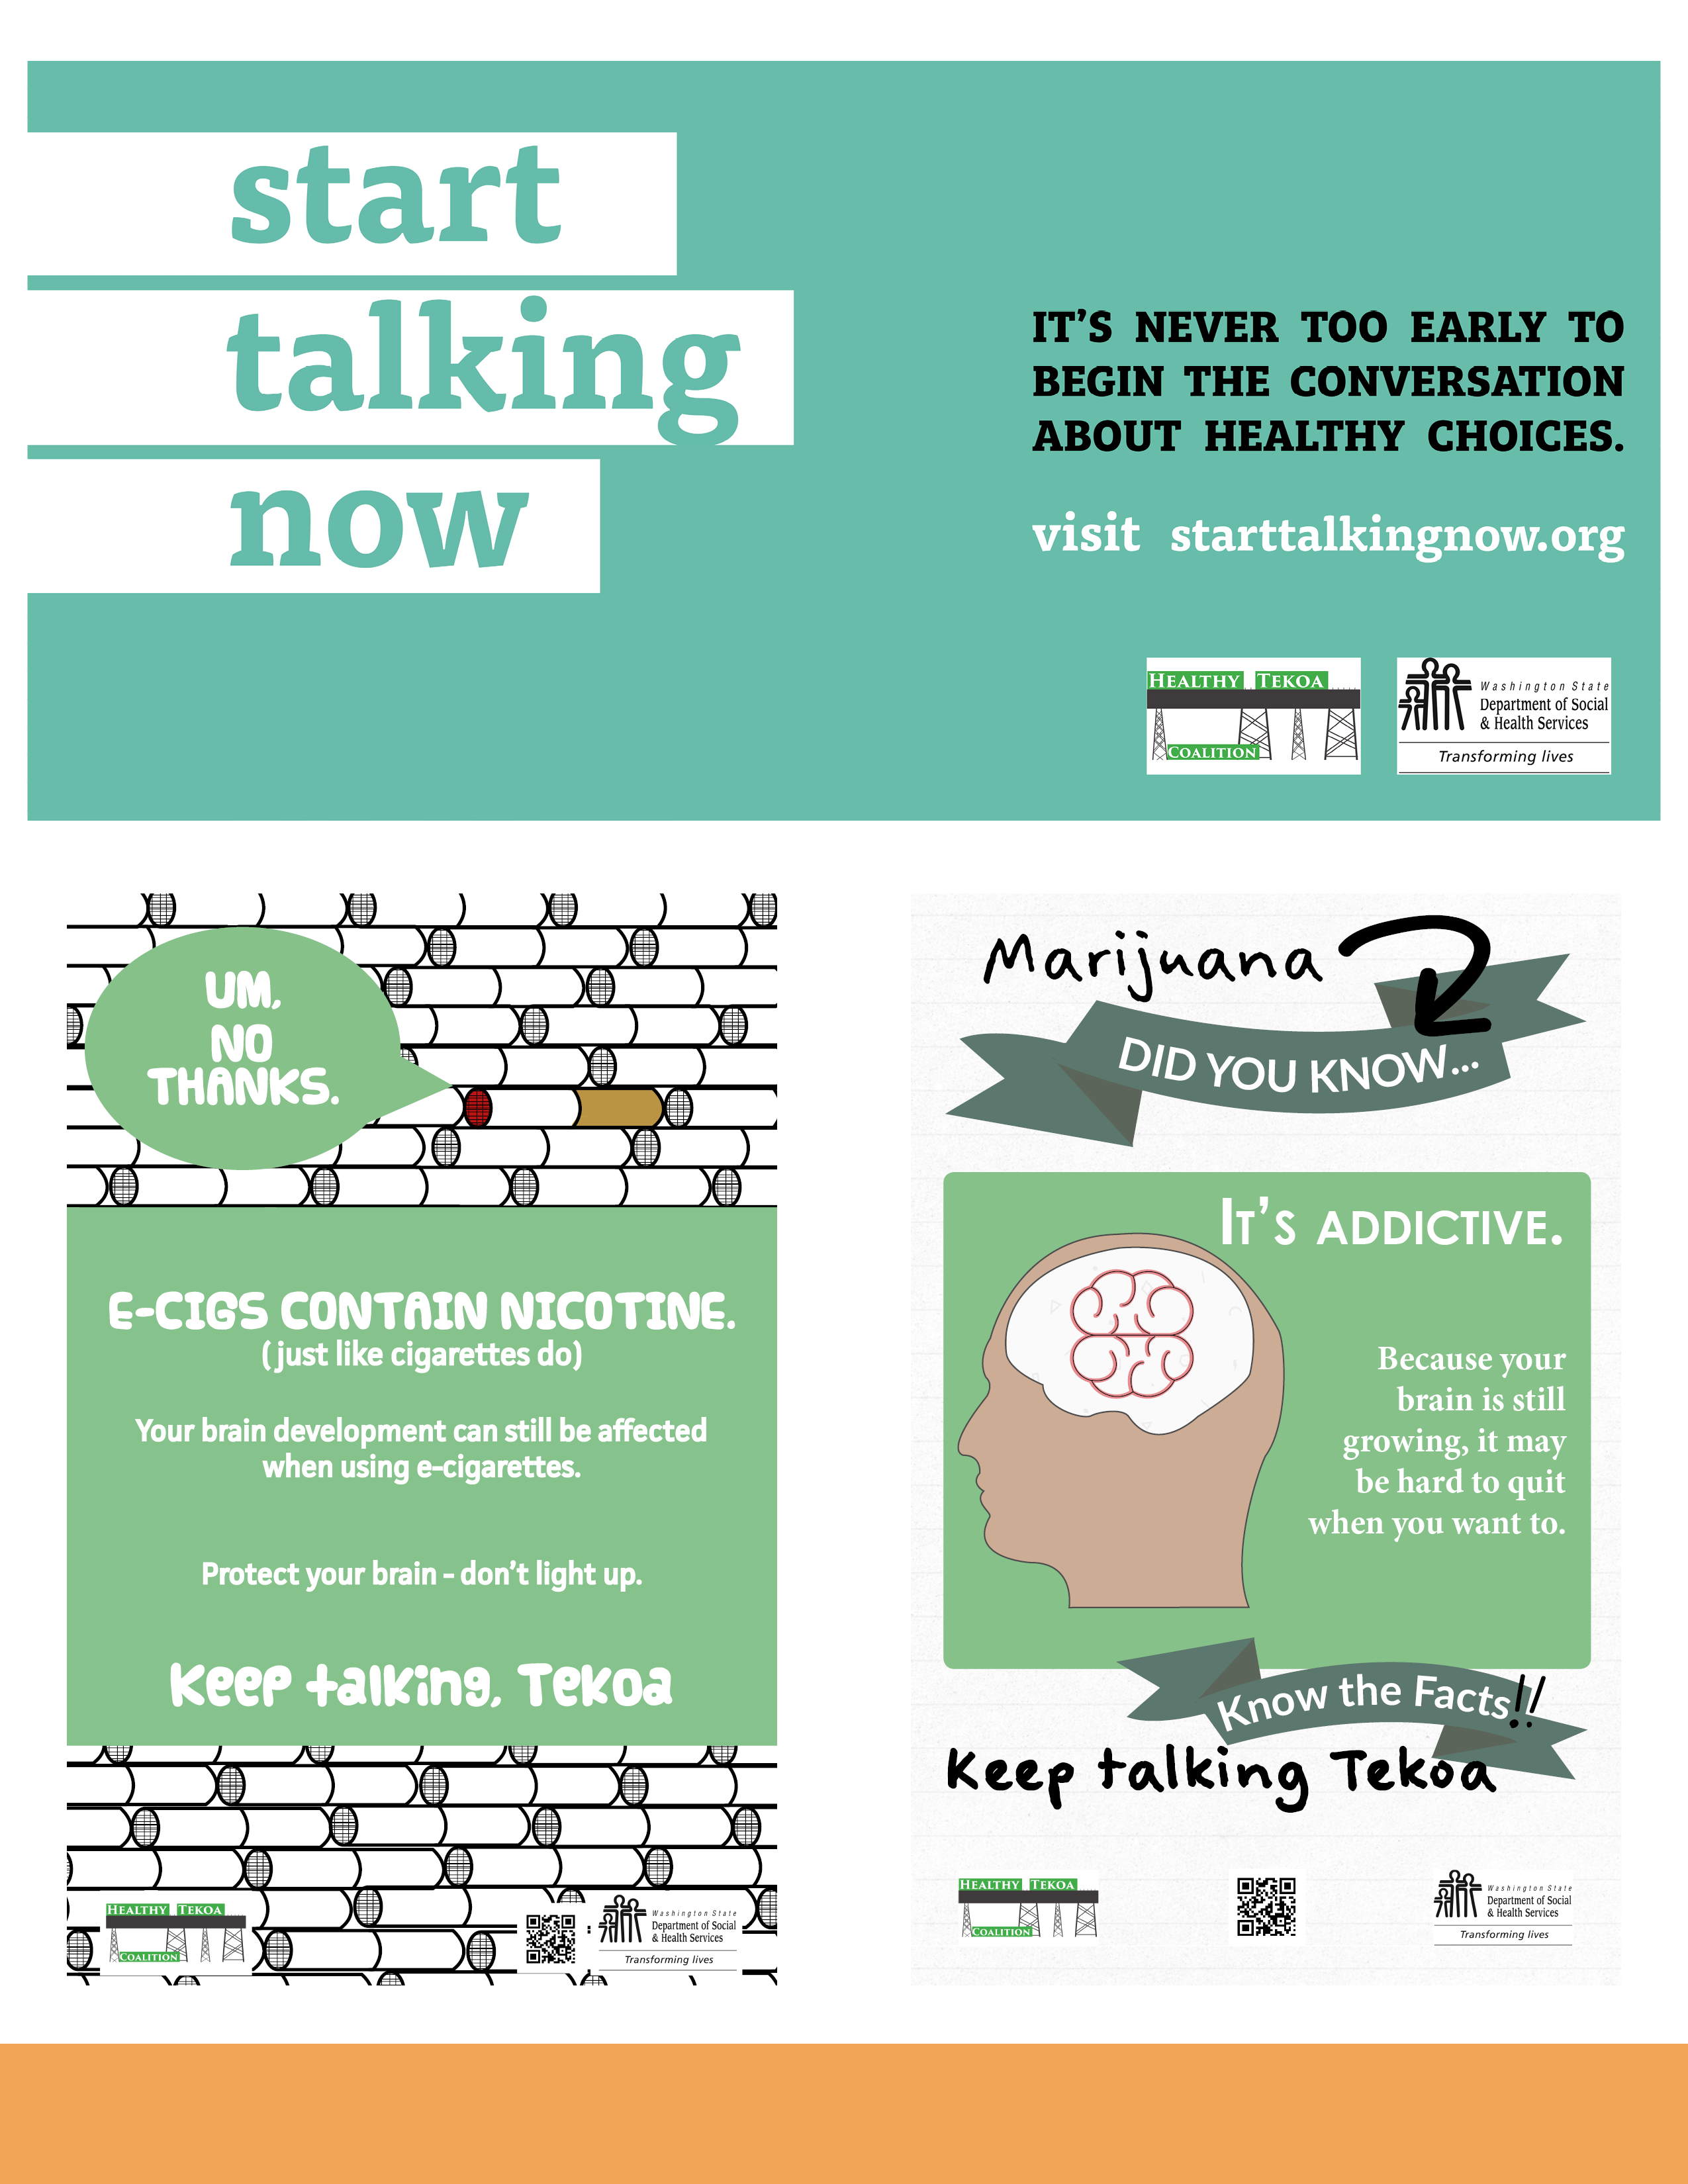 start
talking
now
IT'S NEVER TOO EARLY TO
BEGIN THE CONVERSATION
ABOUT HEALTHY CHOICES.
visit starttalkingnow.org
HEALTHY TEKOA
COALITION
Washington State
Department of Social
& Health Services
Transforming lives
UM,
NO
THANKS.
E-CIGS CONTAIN NICOTINE.
(just like cigarettes do)
Your brain development can still be affected
when using e-cigarettes.
Protect your brain - don't light up.
Keep talking, Tekoa
HEALTHY TEKOA
COALITION
Washington State
Department of Social
& Health Services
Transforming lives
Marijuana
DID YOU KNOW...
IT'S ADDICTIVE.
Because your
brain is still
growing, it may
be hard to quit
when you want to.
Know the Facts!!
Keep talking Tekoa
HEALTHY TEKOA
COALITION
Washington State
Department of Social
& Health Services
Transforming lives